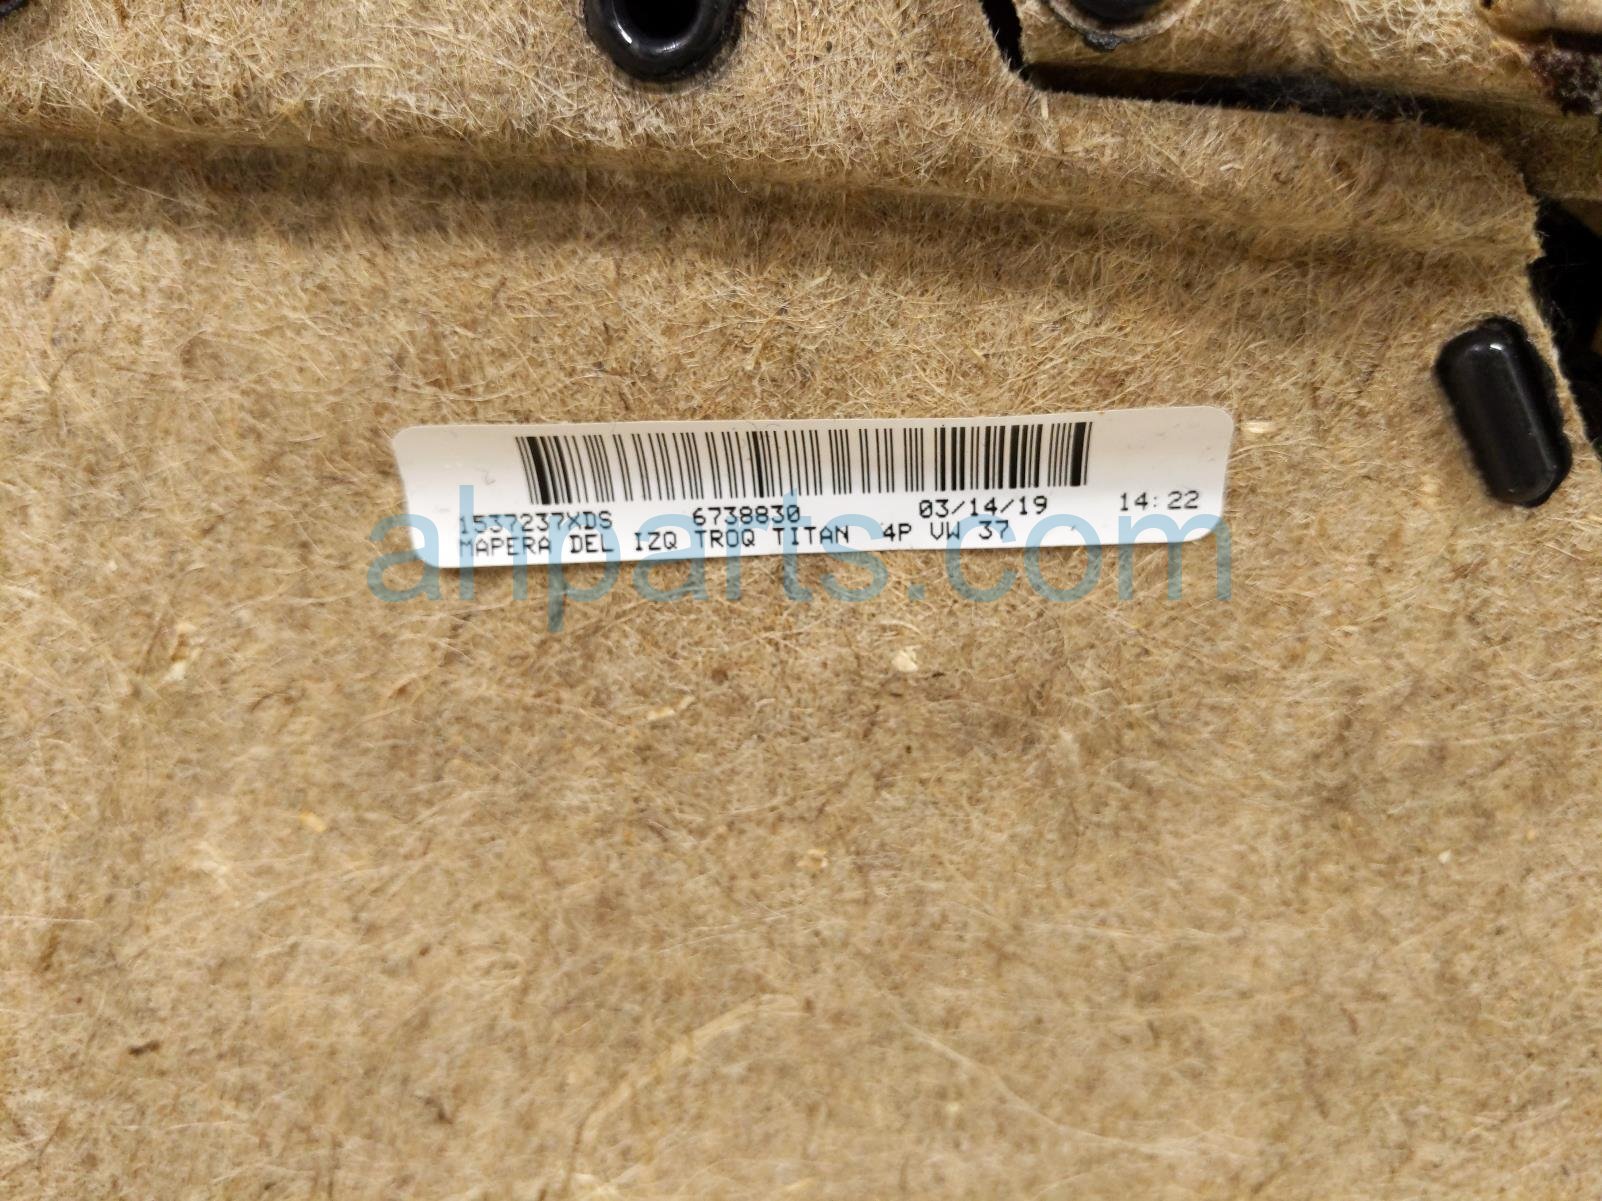 1537237XDS 6738830 03/14/19 14:22
MAPERA DEL IZQ TROQ TITAN 4P VW 37
ahparts.com